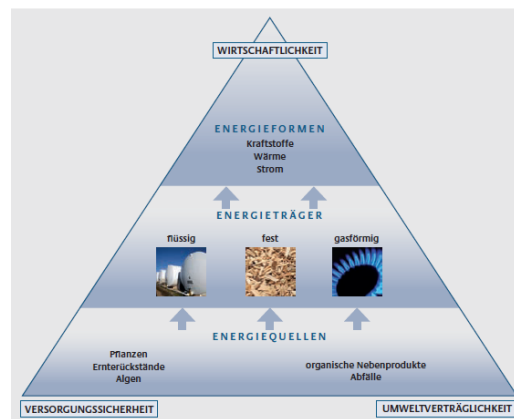 WIRTSCHAFTLICHKEIT
ENERGIEFORMEN
Kraftstoffe
Wärme
Strom
ENERGIETRÄGER
flüssig
fest
gasförmig
ENERGIEQUELLEN
Pflanzen
Ernterückstände
Algen
organische Nebenprodukte
Abfälle
VERSORGUNGSSICHERHEIT
UMWELTVERTRÄGLICHKEIT